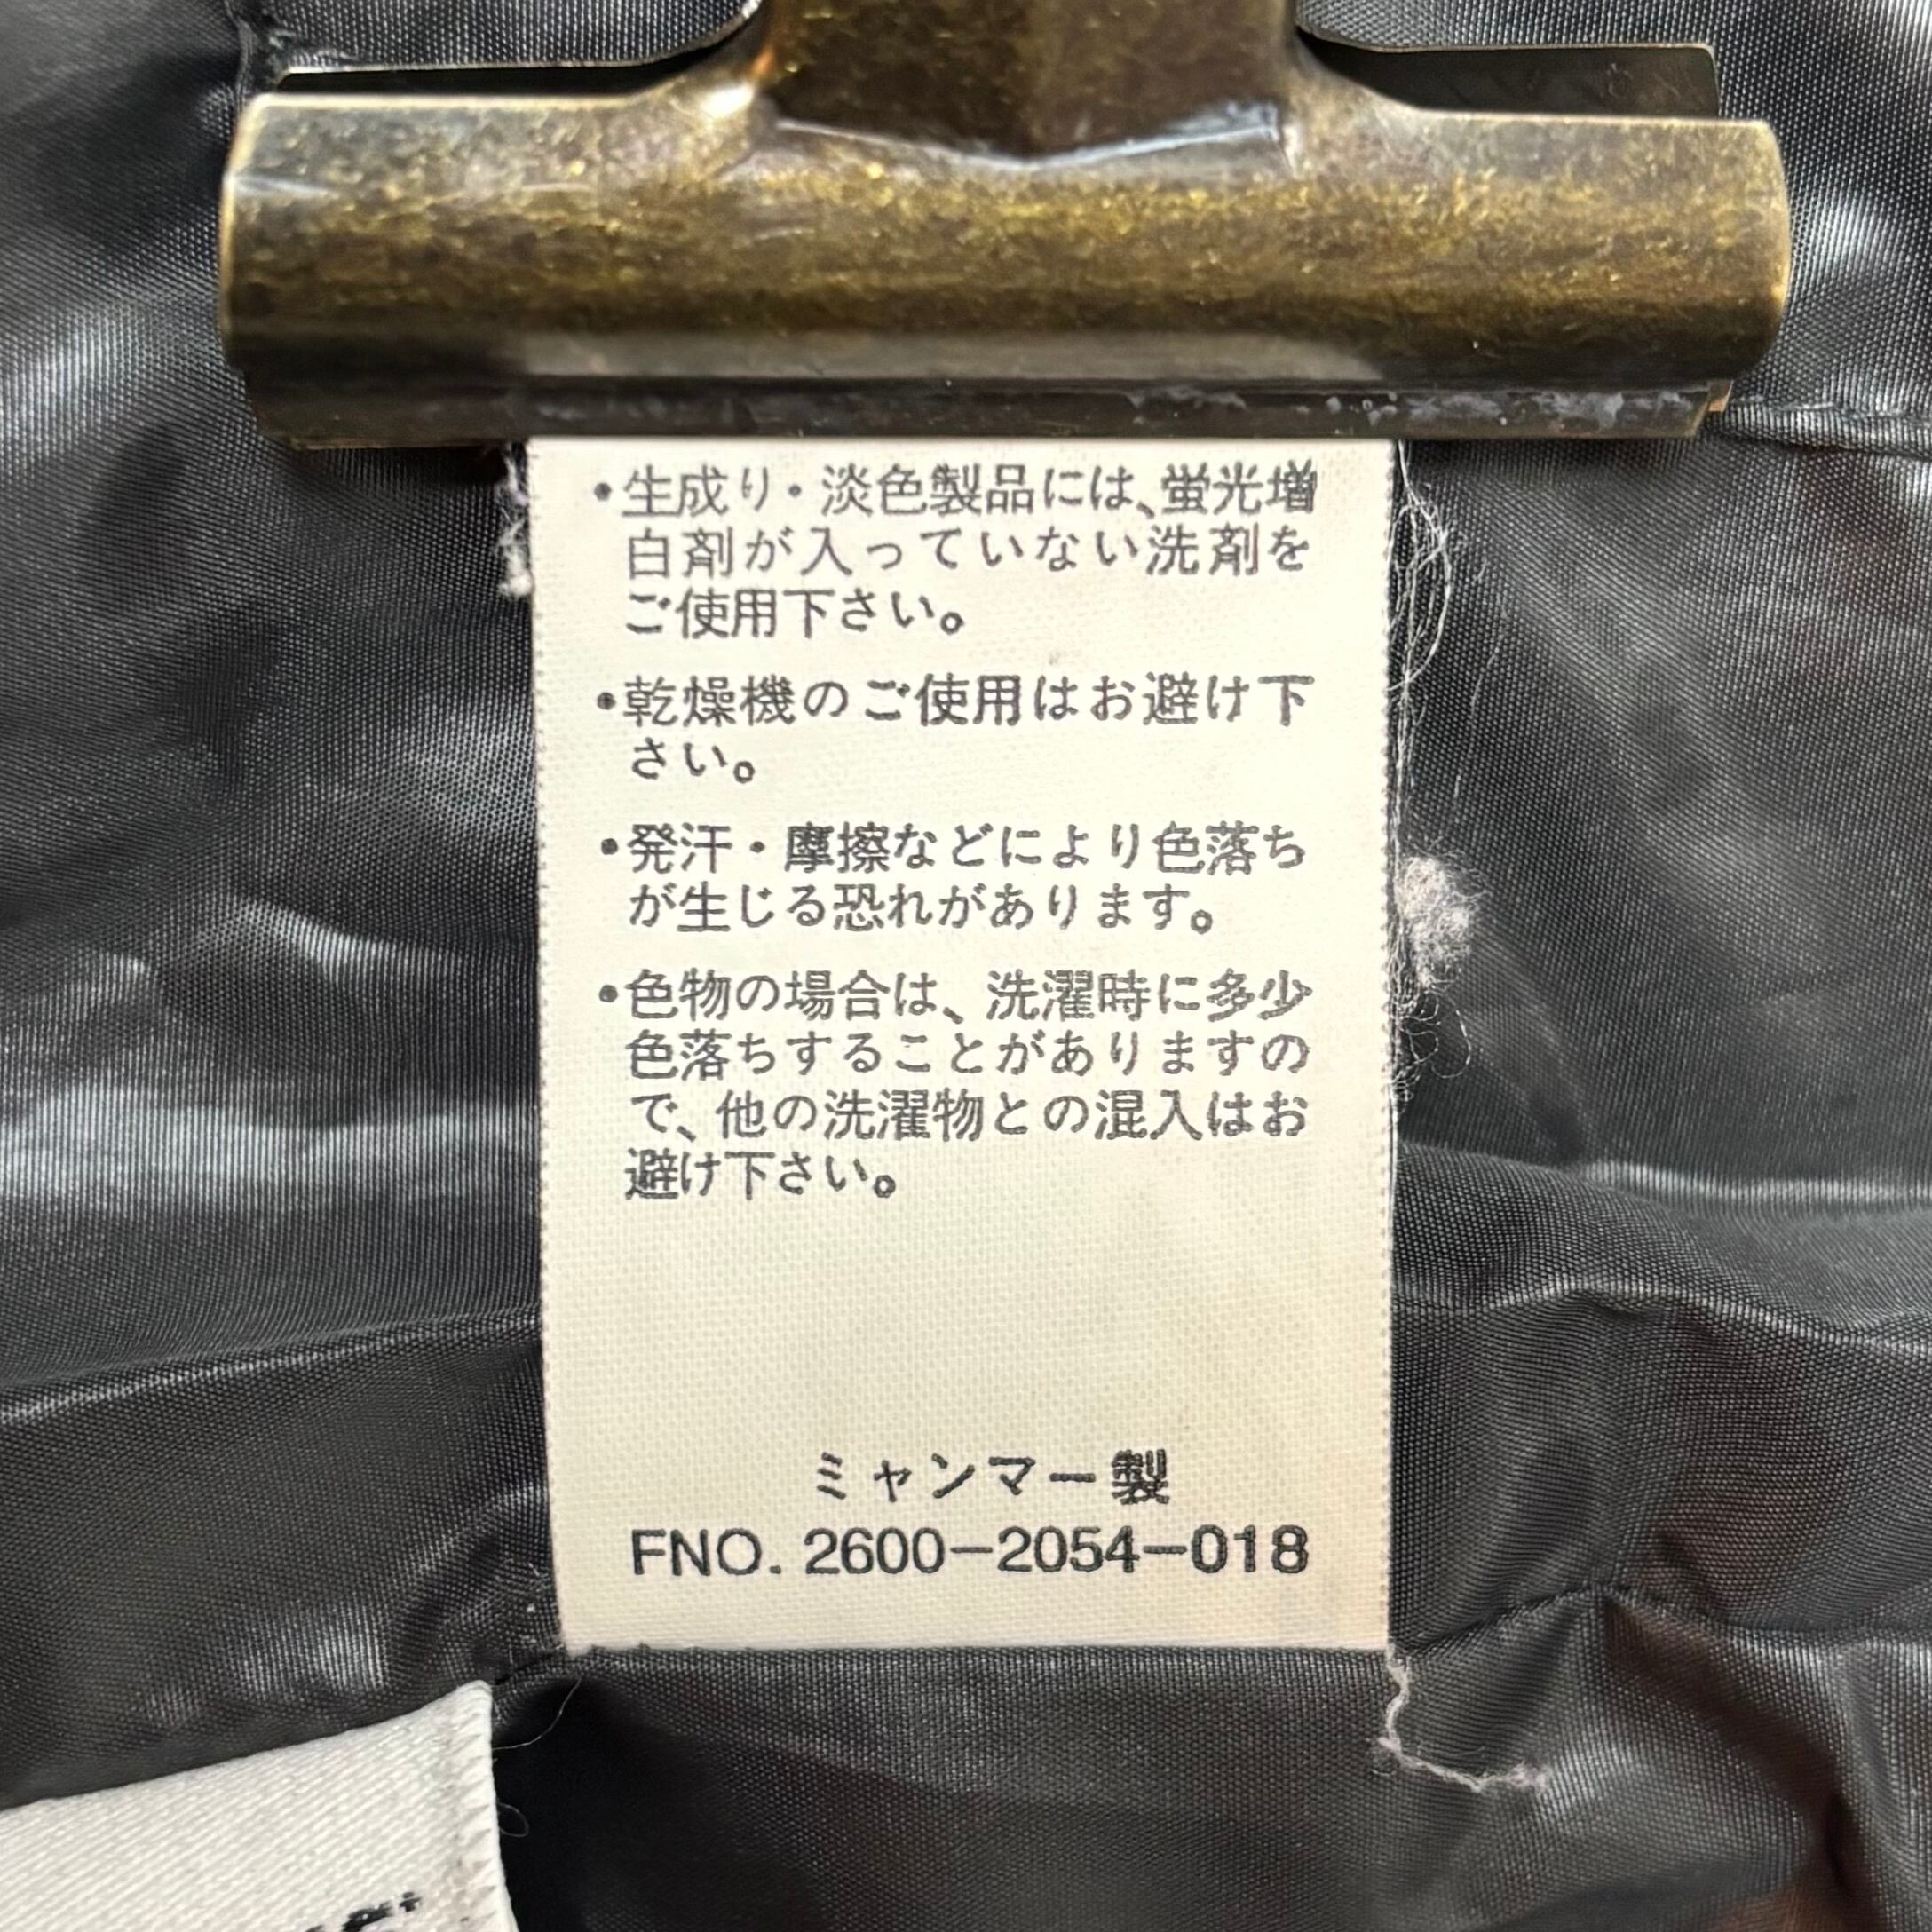 ・生成り・淡色製品には、蛍光増
白剤が入っていない洗剤を
ご使用下さい。
・乾燥機のご使用はお避け下
さい。
・発汗・摩擦などにより色落ち
が生じる恐れがあります。
・色物の場合は、洗濯時に多少
色落ちすることがありますの
で、他の洗濯物との混入はお
避け下さい。
ミャンマー製
FNO. 2600-2054-018